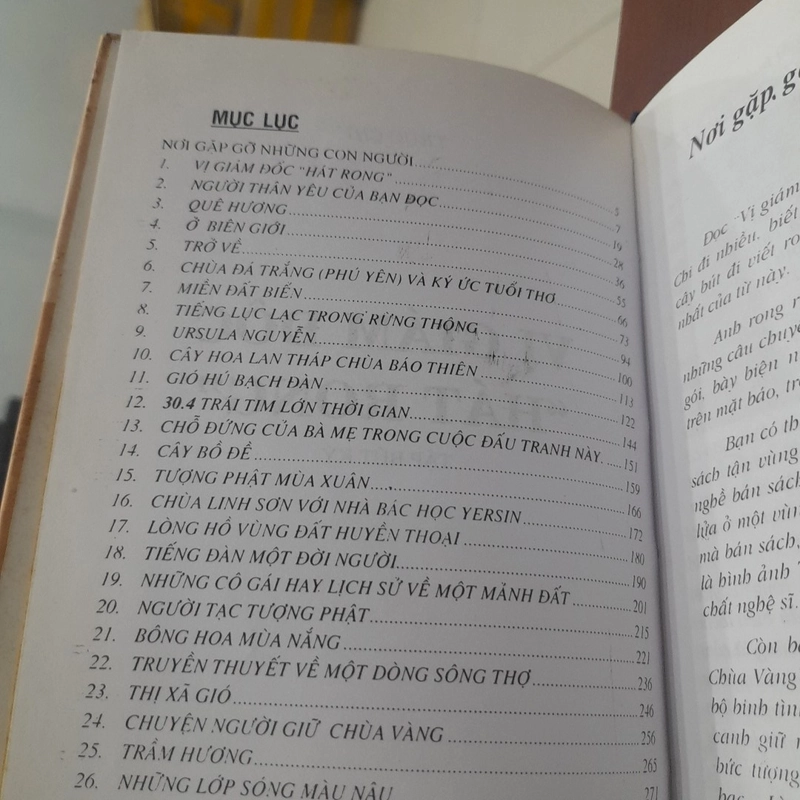 MỤC LỤC
NƠI GẶP GỠ NHỮNG CON NGƯỜI 5
1. VỊ GIÁM ĐỐC "HÁT RONG" 7
2. NGƯỜI THÂN YÊU CỦA BẠN ĐỌC 19
3. QUÊ HƯƠNG 28
4. Ở BIÊN GIỚI 36
5. TRỞ VỀ 55
6. CHÙA ĐÁ TRẮNG (PHÚ YÊN) VÀ KÝ ỨC TUỔI THƠ 66
7. MIỀN ĐẤT BIỂN 73
8. TIẾNG LỤC LẠC TRONG RỪNG THÔNG 94
9. URSULA NGUYỄN 100
10. CÂY HOA LAN THÁP CHÙA BÁO THIÊN 113
11. GIÓ HÚ BẠCH ĐÀN 122
12. 30.4 TRÁI TIM LỚN THỜI GIAN 144
13. CHỖ ĐỨNG CỦA BÀ MẸ TRONG CUỘC ĐẤU TRANH NÀY. 151
14. CÂY BỒ ĐỀ 159
15. TƯỢNG PHẬT MÙA XUÂN 166
16. CHÙA LINH SƠN VỚI NHÀ BÁC HỌC YERSIN 172
17. LÒNG HỒ VÙNG ĐẤT HUYỀN THOẠI 180
18. TIẾNG ĐÀN MỘT ĐỜI NGƯỜI 190
19. NHỮNG CÔ GÁI HAY LỊCH SỬ VỀ MỘT MẢNH ĐẤT 201
20. NGƯỜI TẠC TƯỢNG PHẬT 215
21. BÔNG HOA MÙA NẮNG 221
22. TRUYỀN THUYẾT VỀ MỘT DÒNG SÔNG THỢ 236
23. THỊ XÃ GIÓ 246
24. CHUYỆN NGƯỜI GIỮ CHÙA VÀNG 256
25. TRẦM HƯƠNG 265
26. NHỮNG LỚP SÓNG MÀU NÂU 271
Nơi gặp
Đọc "Vị giám
Chi đi nhiều, biết
cây bút đi viết
nhất của từ này.
Anh rong
những câu
gói, bày biện
trên mặt báo,
Bạn có
sách tận vùng
nghề bán sách
lửa ở một vùn
mà bán sách,
là bình ảnh
chất nghệ sĩ.
Còn
Chùa Vàng
bộ binh
canh giữ
bức tượng